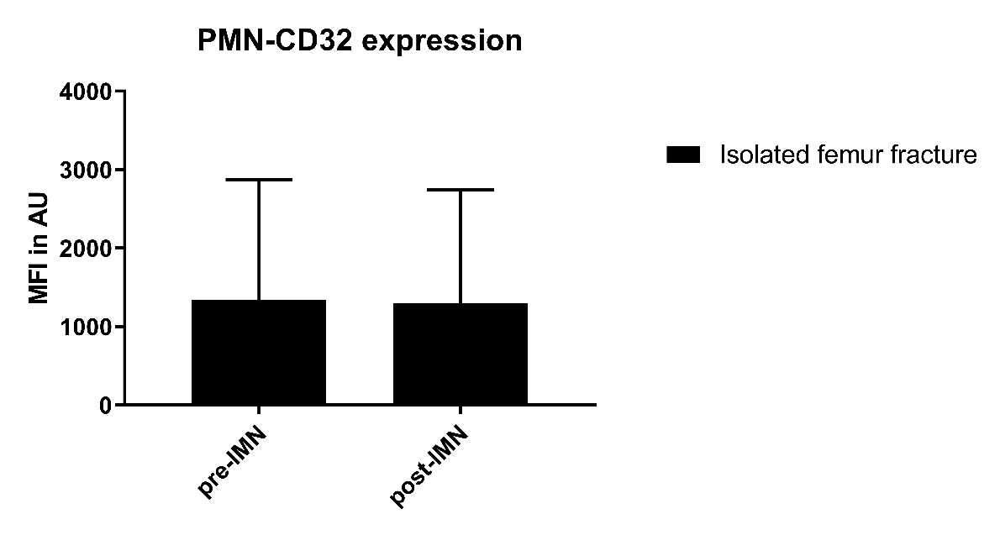 PMN-CD32 expression
4000
3000
2000
1000
0
MFI in AU
pre-IMN
post-IMN
Isolated femur fracture